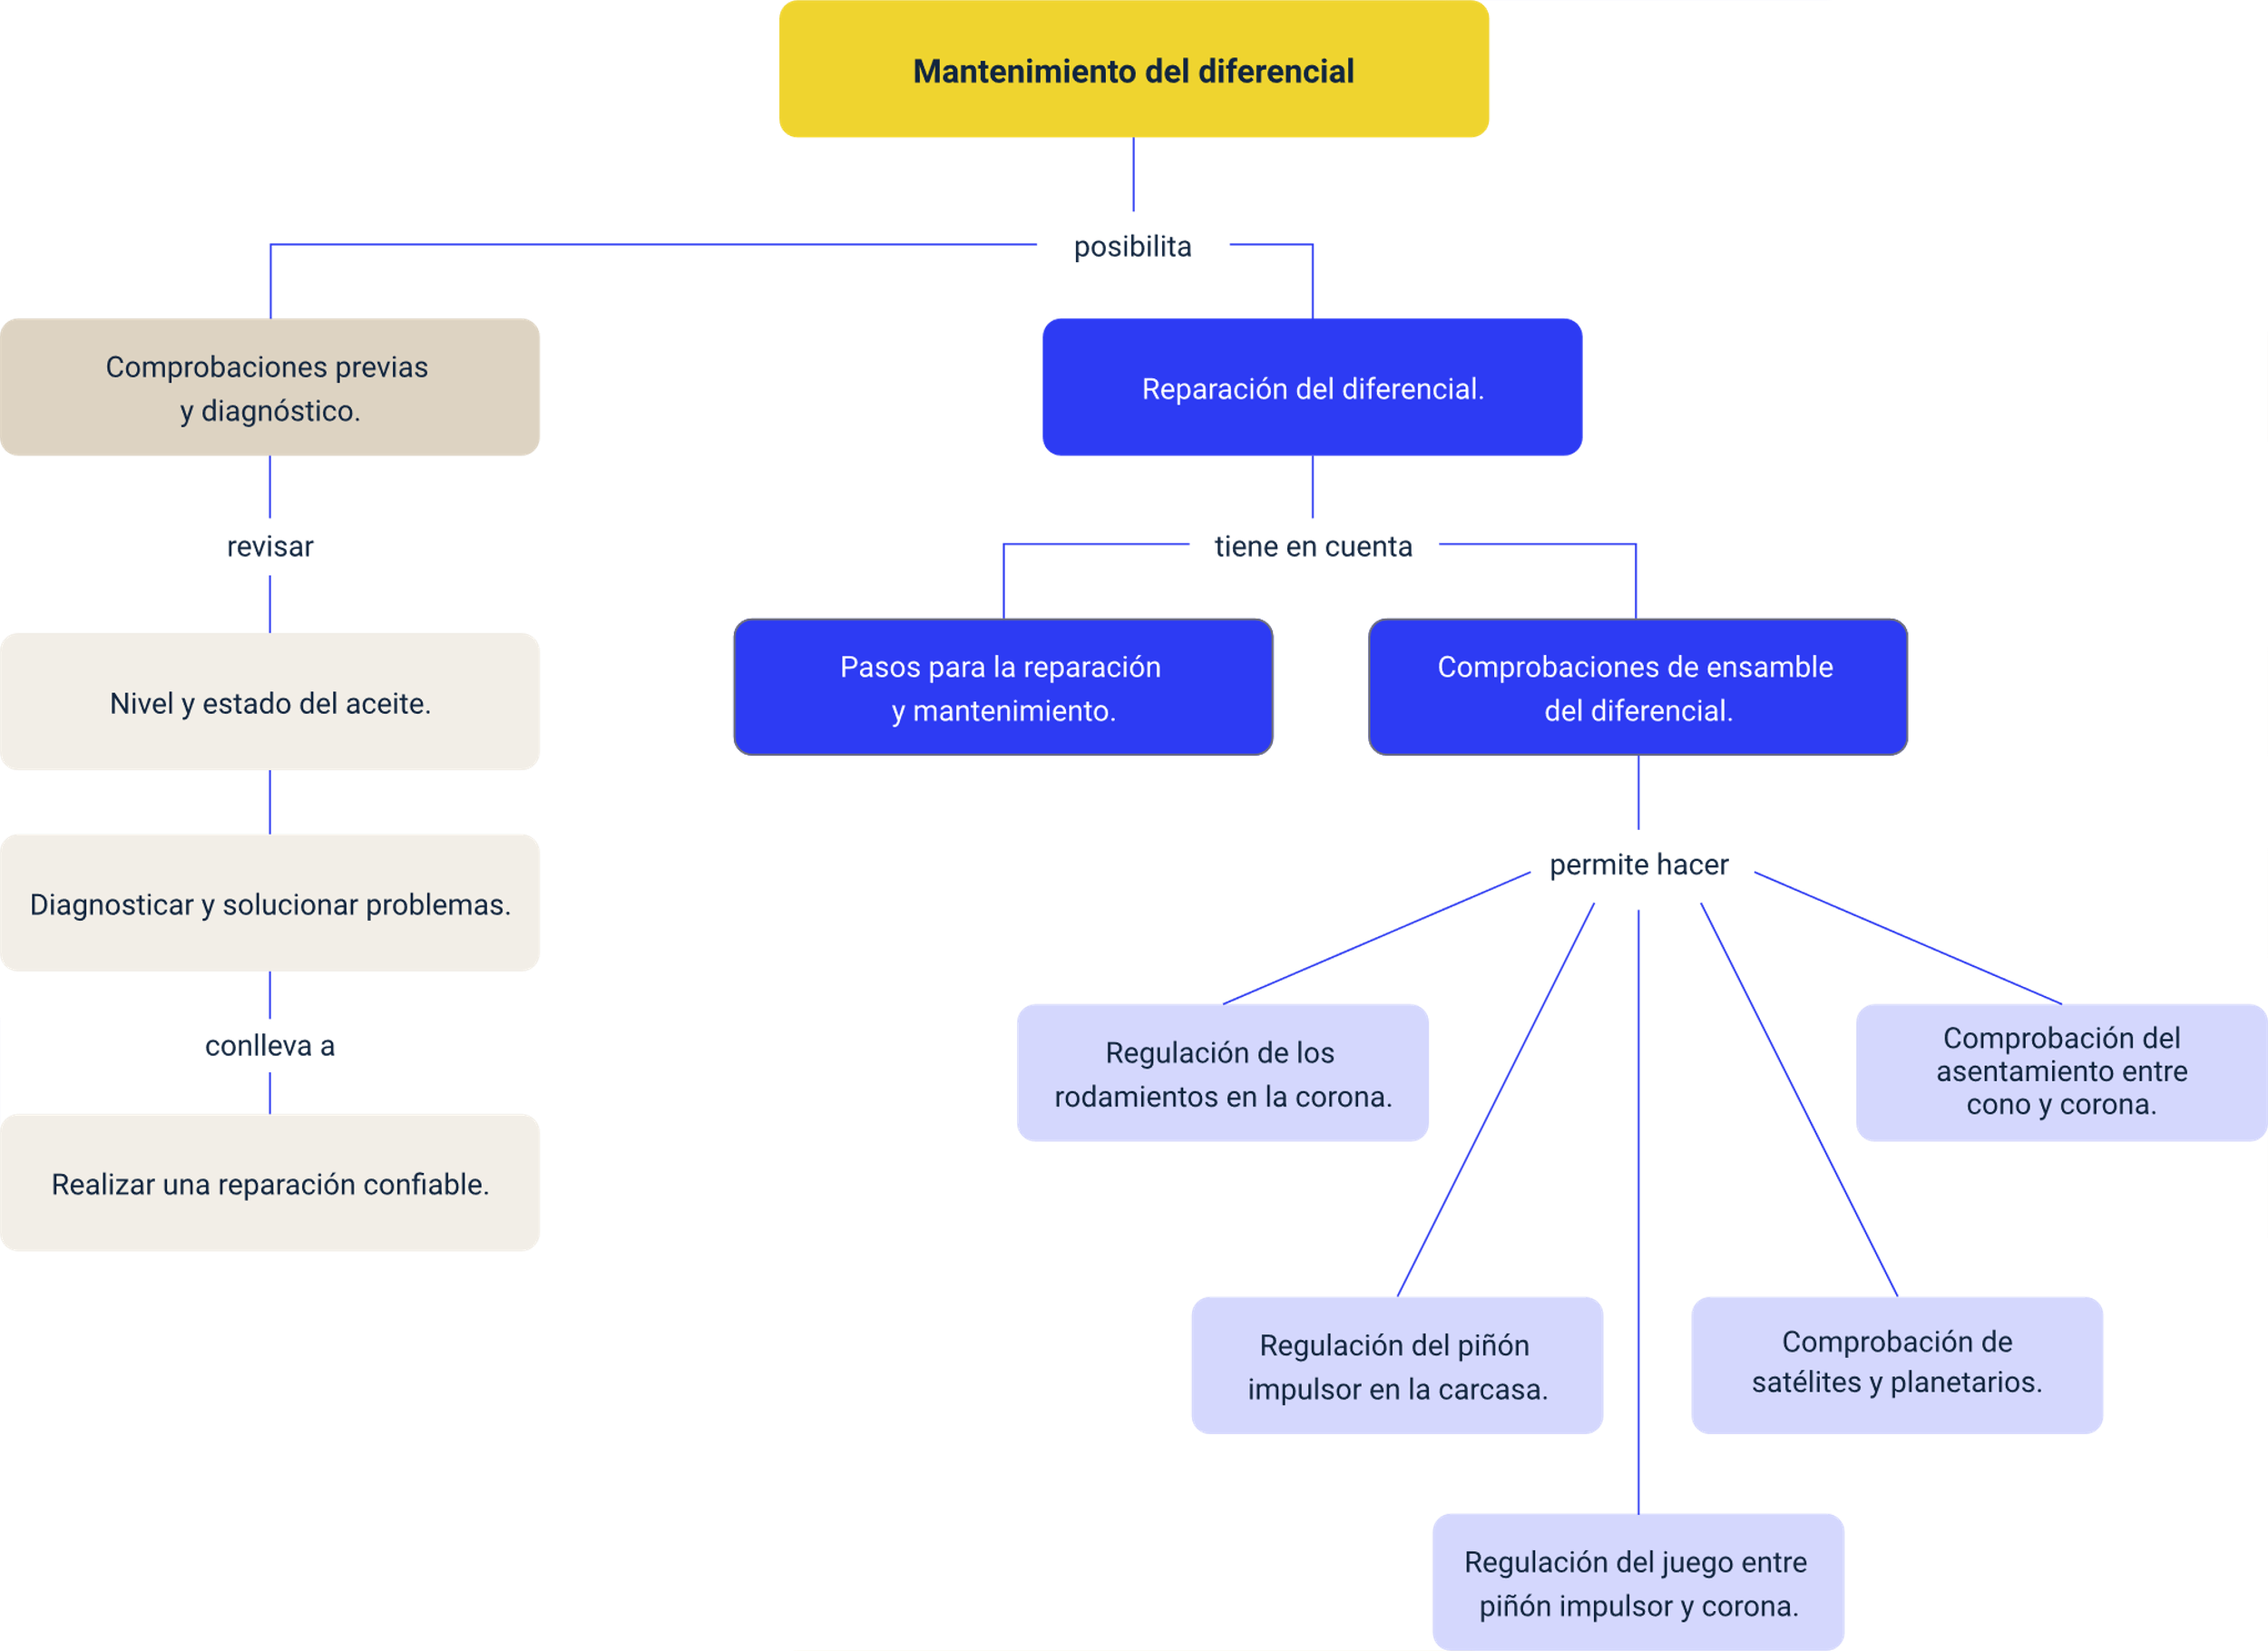 Mantenimiento del diferencial
posibilita
Comprobaciones previas
y diagnóstico.
Reparación del diferencial.
revisar
tiene en cuenta
Nivel y estado del aceite.
Pasos para la reparación
y mantenimiento.
Comprobaciones de ensamble
del diferencial.
Diagnosticar y solucionar problemas.
permite hacer
conlleva a
Realizar una reparación confiable.
Regulación de los
rodamientos en la corona.
Comprobación del
asentamiento entre
cono y corona.
Regulación del piñón
impulsor en la carcasa.
Comprobación de
satélites y planetarios.
Regulación del juego entre
piñón impulsor y corona.